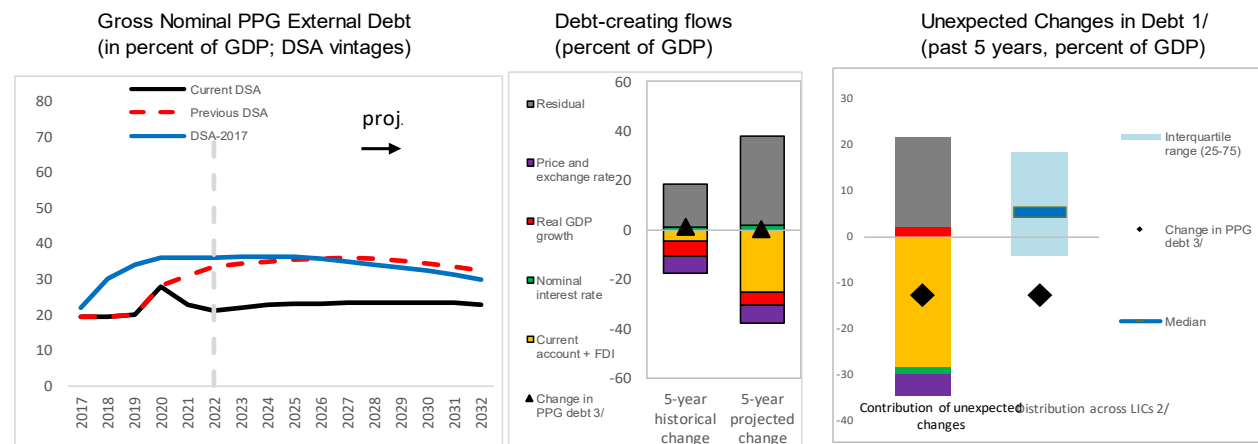 Gross Nominal PPG External Debt
(in percent of GDP; DSA vintages)
80
70
60
50
40
30
20
10
0
Current DSA
Previous DSA
DSA-2017
proj.
2017
2018
2019
2020
2021
2022
2023
2024
2025
2026
2027
2028
2029
2030
2031
2032
Debt-creating flows
(percent of GDP)
Residual
Price and
exchange rate
Real GDP
growth
Nominal
interest rate
Current
account + FDI
Change in
PPG debt 3/
60
40
20
0
-20
-40
-60
5-year
historical
change
5-year
projected
change
Unexpected Changes in Debt 1/
(past 5 years, percent of GDP)
30
20
10
0
-10
-20
-30
-40
Contribution of unexpected
changes
Distribution across LICs 2/
Interquartile
range (25-75)
Change in PPG
debt 3/
Median